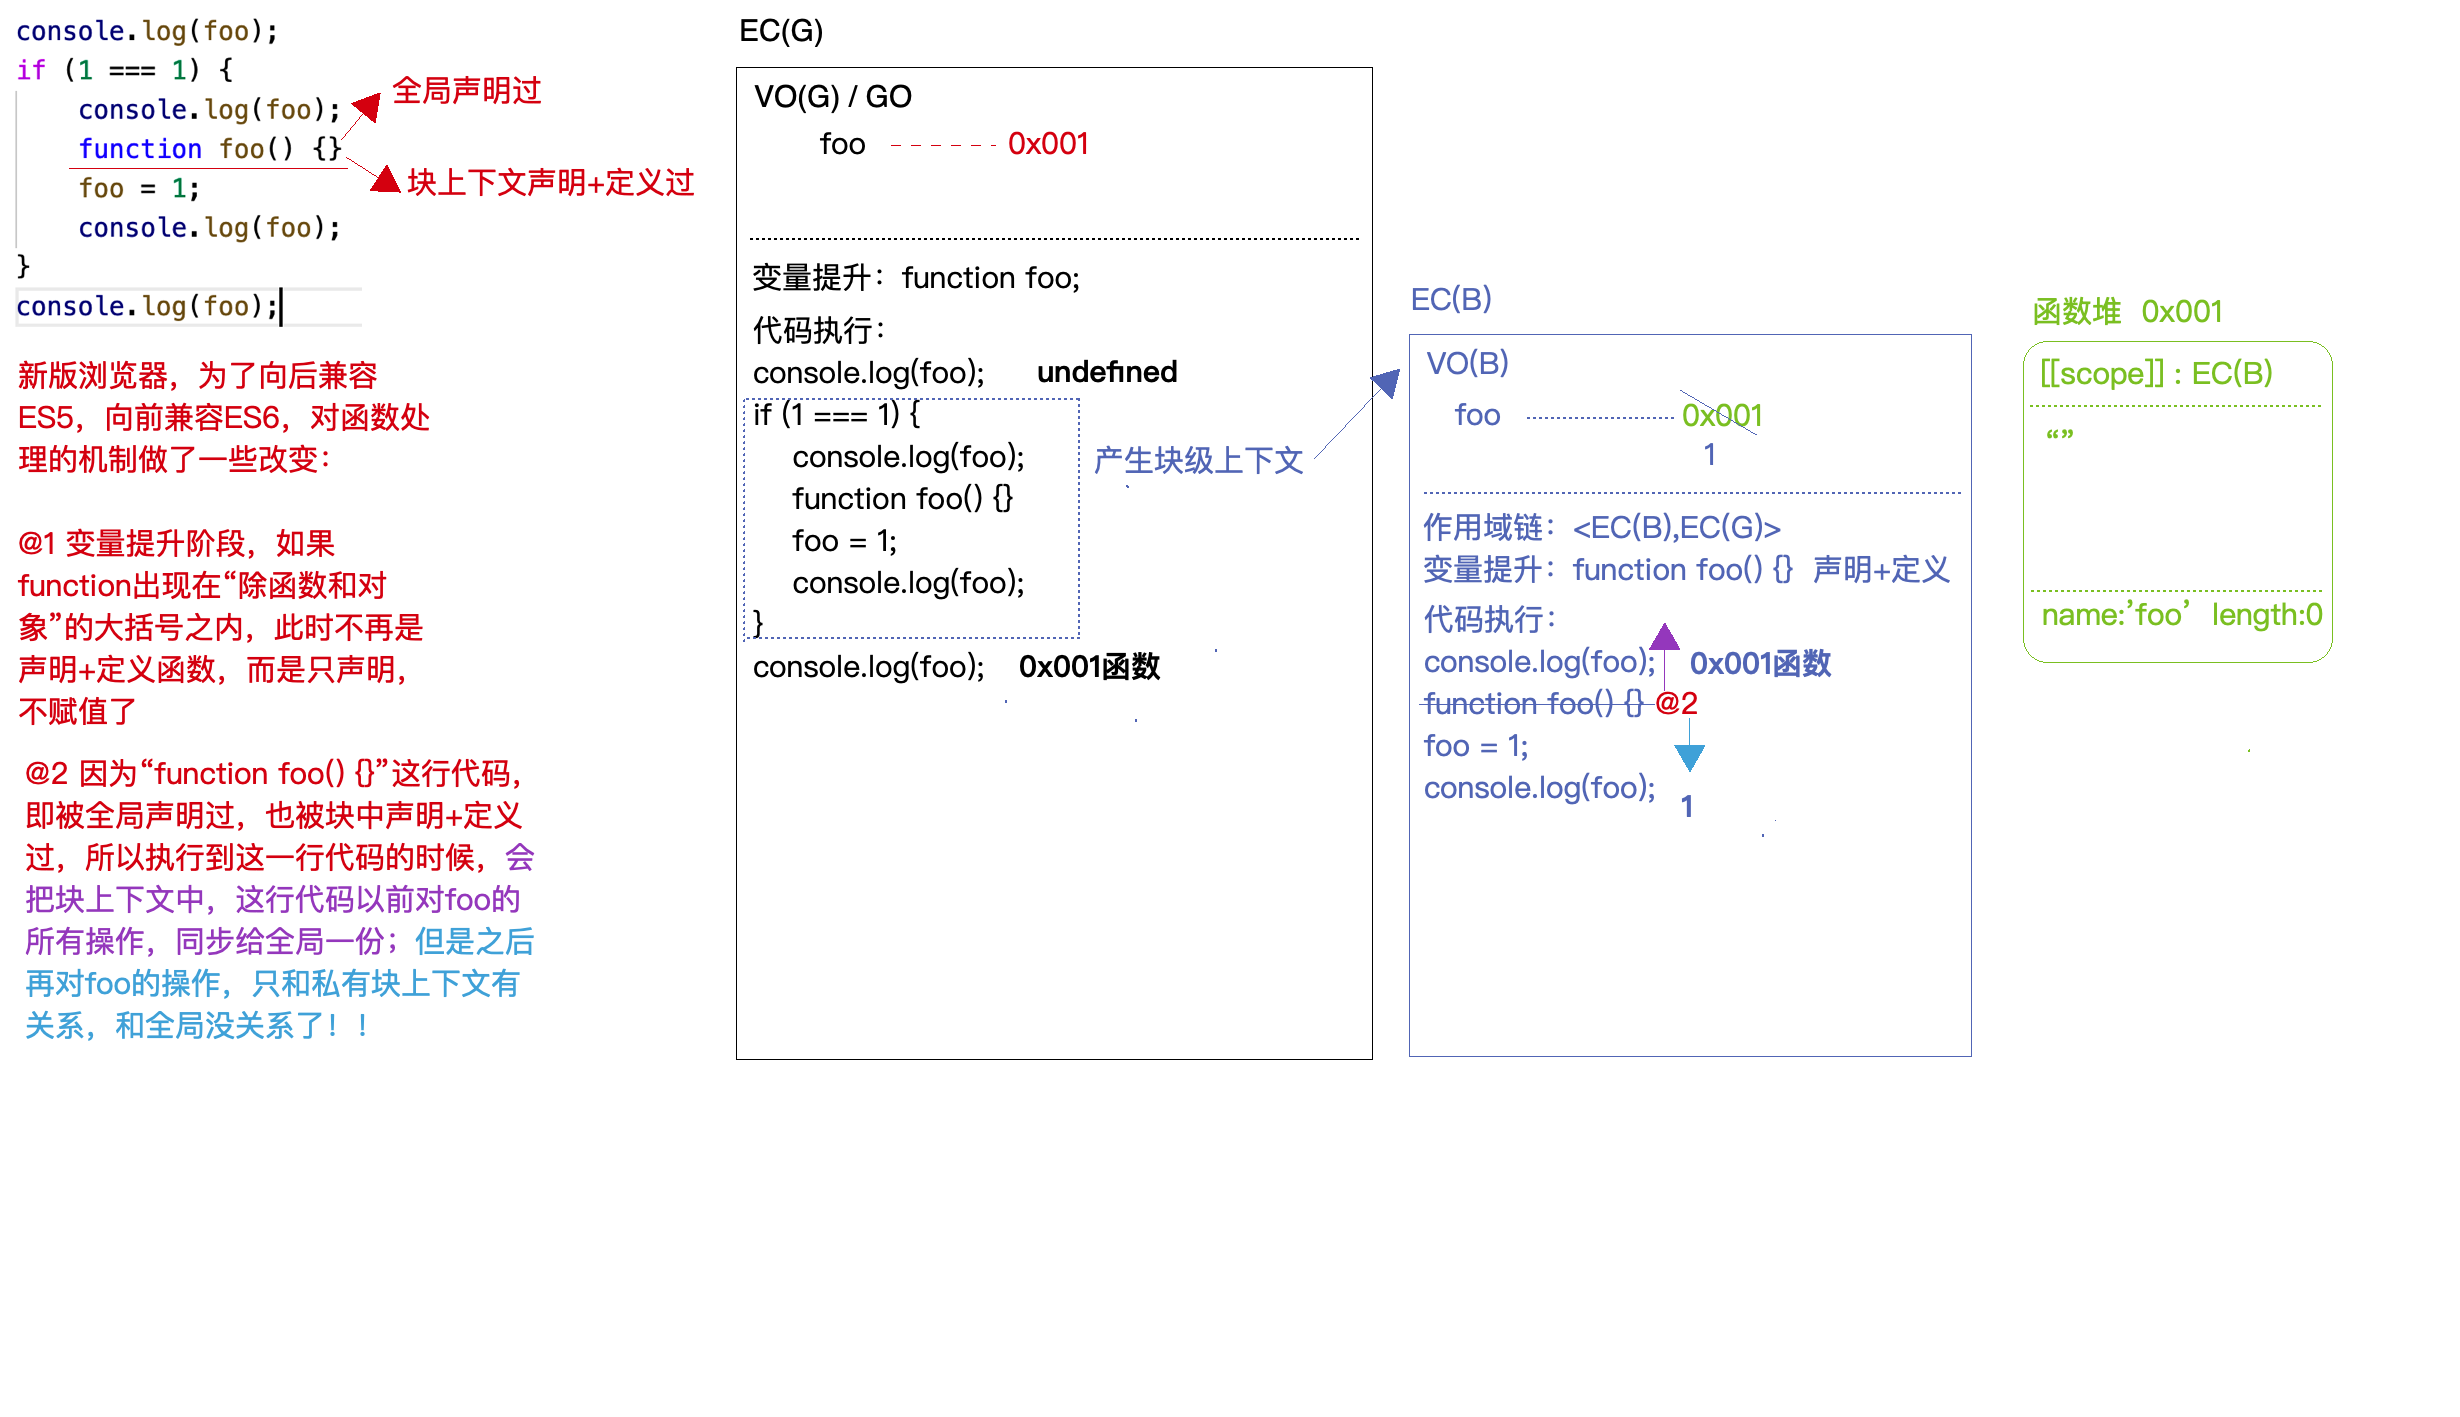 console.log(foo);
if (1 === 1) {
console.log(foo);
function foo() {}
foo = 1;
console.log(foo);
}
console.log(foo);
全局声明过
块上下文声明+定义过
新版浏览器，为了向后兼容
ES5，向前兼容ES6，对函数处
理的机制做了一些改变：
@1 变量提升阶段，如果
function出现在“除函数和对
象”的大括号之内，此时不再是
声明+定义函数，而是只声明，
不赋值了
@2 因为“function foo() {}”这行代码，
即被全局声明过，也被块中声明+定义
过，所以执行到这一行代码的时候，会
把块上下文中，这行代码以前对foo的
所有操作，同步给全局一份；但是之后
再对foo的操作，只和私有块上下文有
关系，和全局没关系了！！
EC(G)
VO(G) / GO
foo 0x001
变量提升：function foo;
代码执行：
console.log(foo); undefined
if (1 === 1) {
console.log(foo);
function foo() {}
foo = 1;
console.log(foo);
}
console.log(foo); 0x001函数
产生块级上下文
EC(B)
VO(B)
foo 0x001
1
作用域链：<EC(B),EC(G)>
变量提升：function foo() {} 声明+定义
代码执行：
console.log(foo); 0x001函数
function foo() {} @2
foo = 1;
console.log(foo); 1
函数堆 0x001
[[scope]] : EC(B)
“”
name:’foo’ length:0